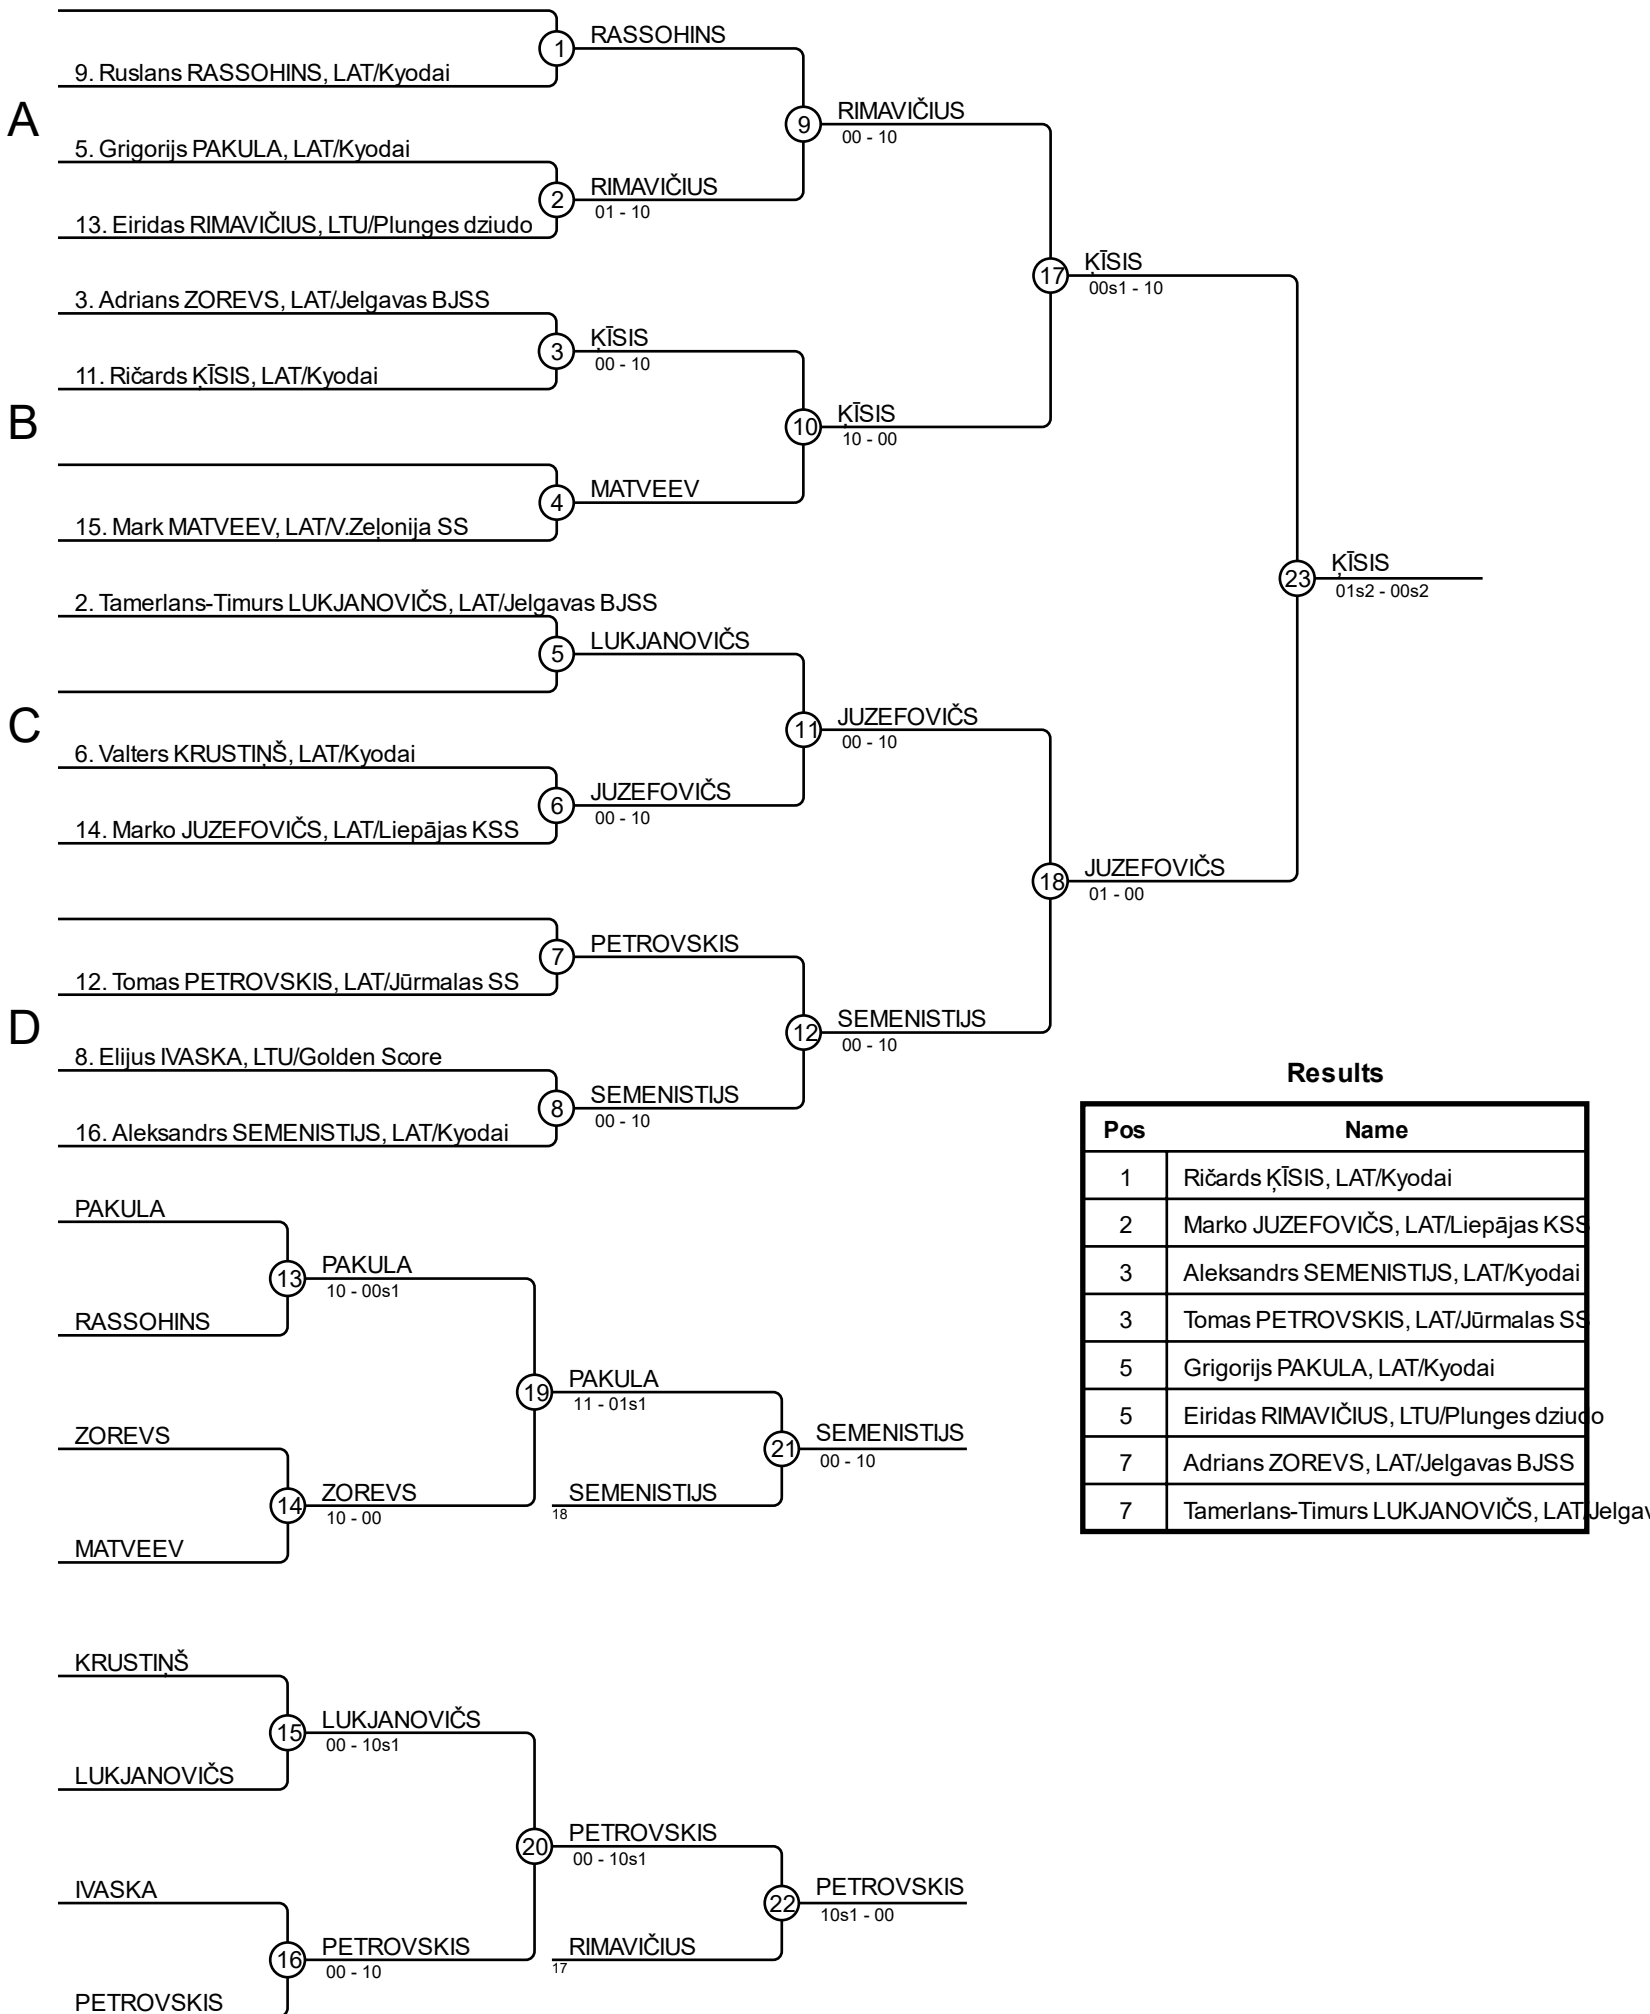 RASSOHINS
1
9. Ruslans RASSOHINS, LAT/Kyodai
A
RIMAVIČIUS
9
00 - 10
5. Grigorijs PAKULA, LAT/Kyodai
RIMAVIČIUS
2
01 - 10
13. Eiridas RIMAVIČIUS, LTU/Plunges dziudo
ĶĪSIS
17
00s1 - 10
3. Adrians ZOREVS, LAT/Jelgavas BJSS
ĶĪSIS
3
00 - 10
11. Ričards ĶĪSIS, LAT/Kyodai
B
ĶĪSIS
10
10 - 00
MATVEEV
4
15. Mark MATVEEV, LAT/V.Zeļonija SS
ĶĪSIS
23
01s2 - 00s2
2. Tamerlans-Timurs LUKJANOVIČS, LAT/Jelgavas BJSS
LUKJANOVIČS
5
C
JUZEFOVIČS
11
00 - 10
6. Valters KRUSTIŅŠ, LAT/Kyodai
JUZEFOVIČS
6
00 - 10
14. Marko JUZEFOVIČS, LAT/Liepājas KSS
JUZEFOVIČS
18
01 - 00
PETROVSKIS
7
12. Tomas PETROVSKIS, LAT/Jūrmalas SS
D
SEMENISTIJS
12
00 - 10
8. Elijus IVASKA, LTU/Golden Score
SEMENISTIJS
8
00 - 10
16. Aleksandrs SEMENISTIJS, LAT/Kyodai
Results
Pos Name
1 Ričards ĶĪSIS, LAT/Kyodai
2 Marko JUZEFOVIČS, LAT/Liepājas KSS
3 Aleksandrs SEMENISTIJS, LAT/Kyodai
3 Tomas PETROVSKIS, LAT/Jūrmalas SS
5 Grigorijs PAKULA, LAT/Kyodai
5 Eiridas RIMAVIČIUS, LTU/Plunges dziudo
7 Adrians ZOREVS, LAT/Jelgavas BJSS
7 Tamerlans-Timurs LUKJANOVIČS, LAT/Jelgav
PAKULA
PAKULA
13
10 - 00s1
RASSOHINS
PAKULA
19
11 - 01s1
ZOREVS
SEMENISTIJS
21
00 - 10
ZOREVS
14
10 - 00
SEMENISTIJS
18
MATVEEV
KRUSTIŅŠ
LUKJANOVIČS
15
00 - 10s1
LUKJANOVIČS
PETROVSKIS
20
00 - 10s1
IVASKA
PETROVSKIS
22
10s1 - 00
PETROVSKIS
16
00 - 10
RIMAVIČIUS
17
PETROVSKIS